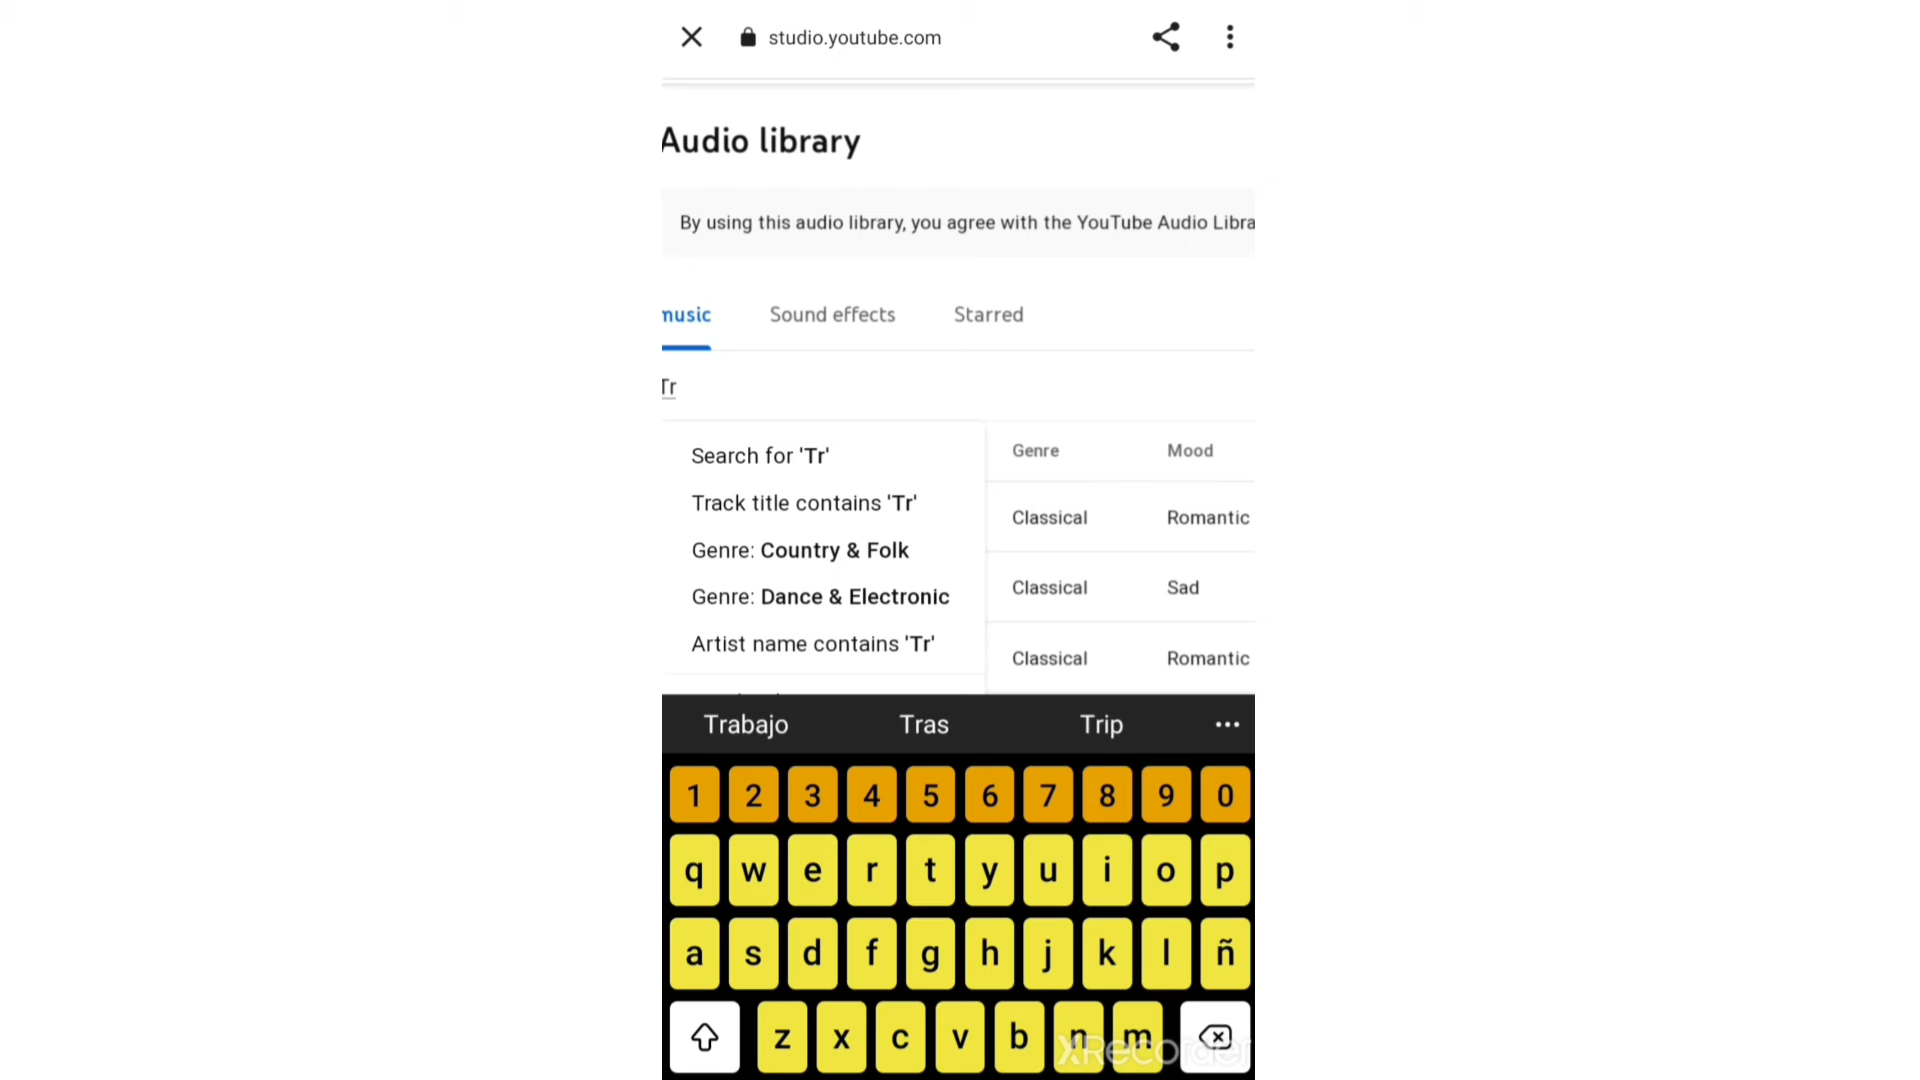 studio.youtube.com
Audio library
By using this audio library, you agree with the YouTube Audio Libra
music Sound effects Starred
Tr
Search for 'Tr'
Track title contains 'Tr'
Genre: Country & Folk
Genre: Dance & Electronic
Artist name contains 'Tr'
Genre Mood
Classical Romantic
Classical Sad
Classical Romantic
Trabajo Tras Trip
1 2 3 4 5 6 7 8 9 0
q w e r t y u i o p
a s d f g h j k l ñ
z x c v b n m
XRecorder